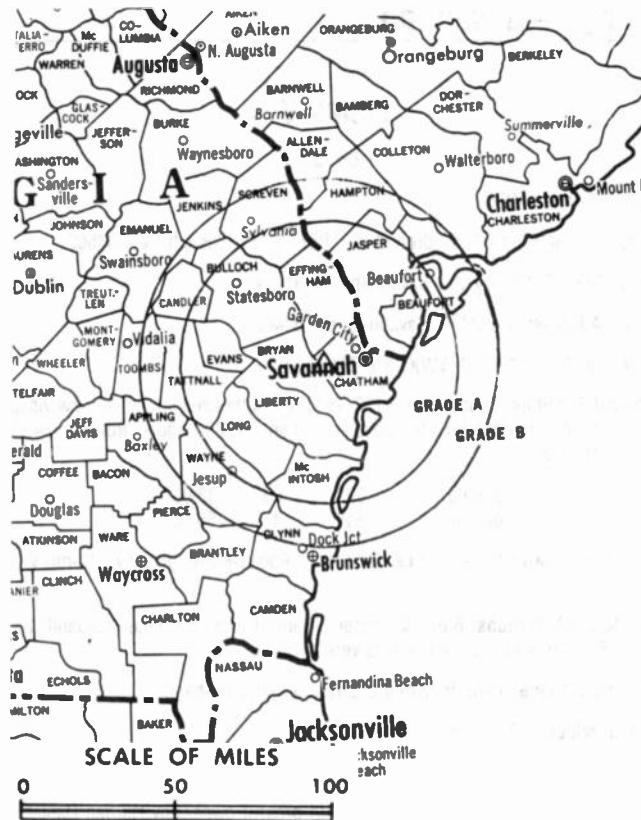 CO-
LUMBIA
AIKEN
Aiken
N. Augusta
Augusta
Mc
DUFFIE
WARREN
RICHMOND
ORANGEBURG
Orangeburg
BERKELEY
BARNWELL
Barnwell
BAMBERG
DOR-
CHESTER
Summerville
GLAS-
COCK
JEFFER-
SON
BURKE
Waynesboro
ALLEN-
DALE
COLLETON
Walterboro
ASHINGTON
Sanders-
ville
G I A
SCREVEN
HAMPTON
Charleston
CHARLESTON
JENKINS
Sylvania
JOHNSON
EMANUEL
Swainsboro
JASPER
Beaufort
BEAUFORT
AURENS
Dublin
BULLOCH
Statesboro
EFFING-
HAM
TREUT-
LEN
CANDLER
Garden City
MONT-
GOMERY
Vidalia
WHEELER
TOOMBS
EVANS
BRYAN
Savannah
CHATHAM
TATTNALL
TELFAIR
LIBERTY
GRADE B
JEFF
DAVIS
APPLING
Baxley
LONG
COFFEE
Douglas
BACON
WAYNE
Jesup
Mc
INTOSH
PIERCE
GLYNN
Dock Jct
Brunswick
ATKINSON
WARE
Waycross
BRANTLEY
CLINCH
CHARLTON
CAMDEN
NASSAU
Fernandina Beach
ECHOLS
BAKER
Jacksonville
cksonville
each
SCALE OF MILES
0 50 100